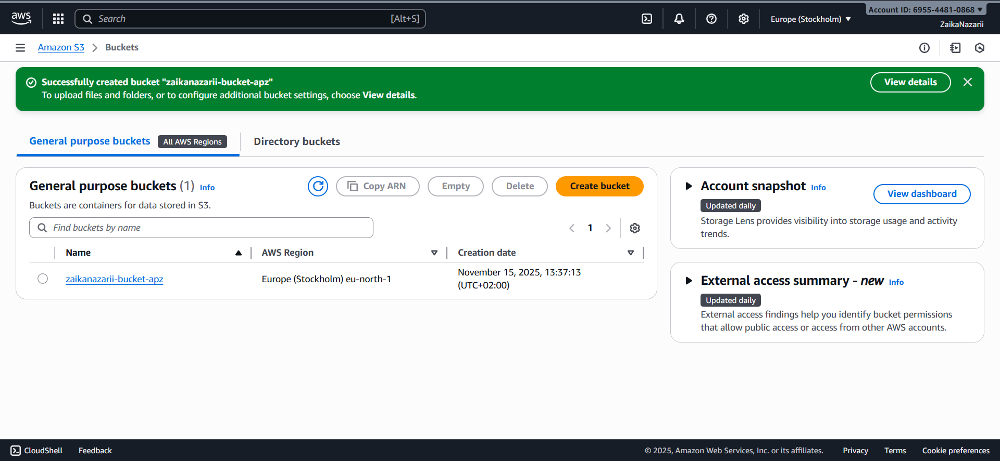 aws
Search
[Alt+S]
Europe (Stockholm)
Account ID: 6955-4481-0868
ZaikaNazarii
Amazon S3
Buckets
Successfully created bucket "zaikanazarii-bucket-apz"
To upload files and folders, or to configure additional bucket settings, choose View details.
View details
General purpose buckets
All AWS Regions
Directory buckets
General purpose buckets (1) Info
Copy ARN
Empty
Delete
Create bucket
Buckets are containers for data stored in S3.
Find buckets by name
1
Name
AWS Region
Creation date
zaikanazarii-bucket-apz
Europe (Stockholm) eu-north-1
November 15, 2025, 13:37:13
(UTC+02:00)
Account snapshot Info
View dashboard
Updated daily
Storage Lens provides visibility into storage usage and activity
trends.
External access summary - new Info
Updated daily
External access findings help you identify bucket permissions
that allow public access or access from other AWS accounts.
CloudShell
Feedback
© 2025, Amazon Web Services, Inc. or its affiliates.
Privacy
Terms
Cookie preferences